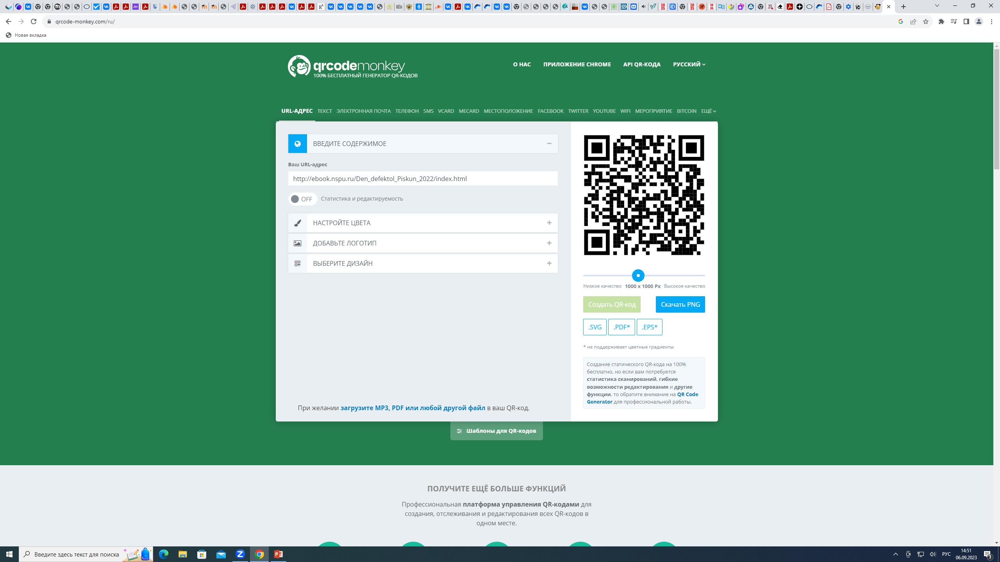 qrcode-monkey.com/ru/
Новая вкладка
qrcodemonkey
100% БЕСПЛАТНЫЙ ГЕНЕРАТОР QR-КОДОВ
О НАС ПРИЛОЖЕНИЕ CHROME API QR-КОДА РУССКИЙ
URL-АДРЕС ТЕКСТ ЭЛЕКТРОННАЯ ПОЧТА ТЕЛЕФОН SMS VCARD MECARD МЕСТОПОЛОЖЕНИЕ FACEBOOK TWITTER YOUTUBE WIFI МЕРОПРИЯТИЕ BITCOIN ЕЩЁ
ВВЕДИТЕ СОДЕРЖИМОЕ
Ваш URL-адрес
http://ebook.nspu.ru/Den_defektol_Piskun_2022/index.html
OFF Статистика и редактируемость
НАСТРОЙТЕ ЦВЕТА
ДОБАВЬТЕ ЛОГОТИП
ВЫБЕРИТЕ ДИЗАЙН
При желании загрузите MP3, PDF или любой другой файл в ваш QR-код.
Низкое качество 1000 x 1000 Px Высокое качество
Создать QR-код Скачать PNG
.SVG .PDF* .EPS*
* не поддерживает цветные градиенты
Создание статического QR-кода на 100%
бесплатно, но если вам потребуется
статистика сканирований, гибкие
возможности редактирования и другие
функции, то обратите внимание на QR Code
Generator для профессиональной работы.
Шаблоны для QR-кодов
ПОЛУЧИТЕ ЕЩЁ БОЛЬШЕ ФУНКЦИЙ
Профессиональная платформа управления QR-кодами для
создания, отслеживания и редактирования всех QR-кодов в
одном месте.
Введите здесь текст для поиска
РУС
14:51
06.09.2023
3